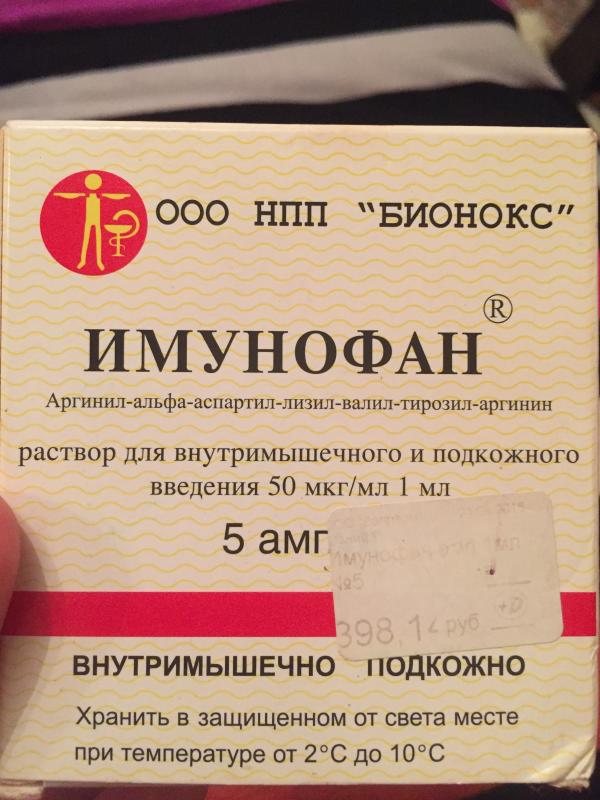 ООО НПП "БИОНОКС"
ИМУНОФАН®
Аргинил-альфа-аспартил-лизил-валил-тирозил-аргинин
раствор для внутримышечного и подкожного
введения 50 мкг/мл 1 мл
5 амп
Имунофан амп 1мл
№5
398,14 руб
ВНУТРИМЫШЕЧНО ПОДКОЖНО
Хранить в защищенном от света месте
при температуре от 2°С до 10°С